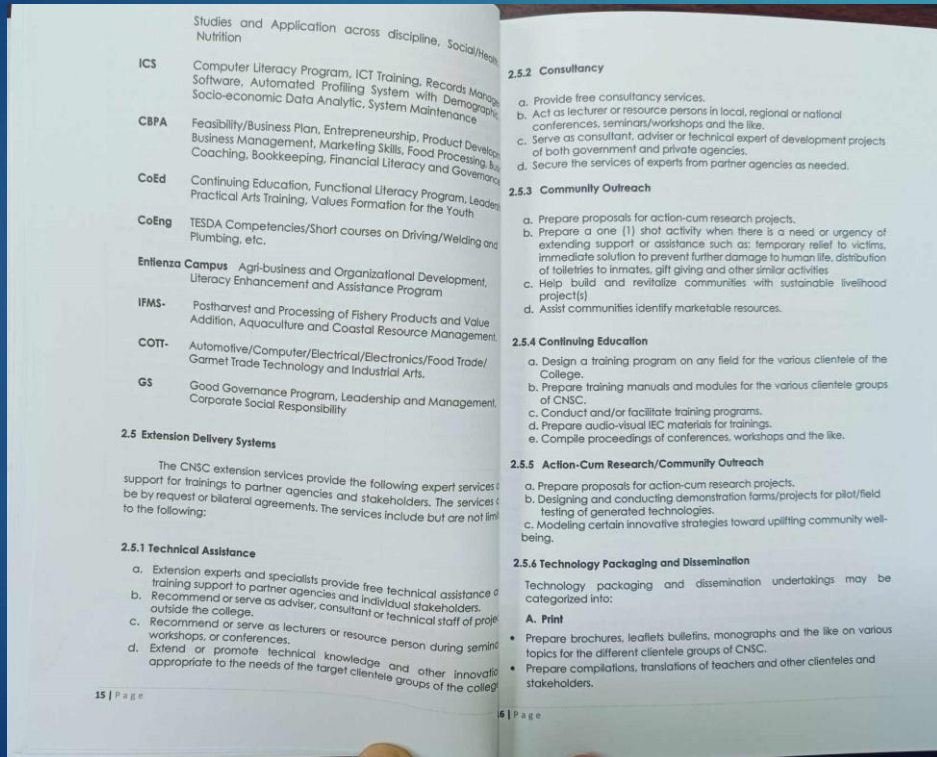 Studies and Application across discipline, Social/Health
Nutrition
ICS Computer Literacy Program, ICT Training, Records
Software, Automated Profiling System with Demographic
Socio-economic Data Analytic, System Maintenance
CBPA Feasibility/Business Plan, Entrepreneurship, Product
Business Management, Marketing Skills, Food Processing,
Coaching, Bookkeeping, Financial Literacy and Governance
CoEd Continuing Education, Functional Literacy Program,
Practical Arts Training, Values Formation for the Youth
CoEng TESDA Competencies/Short courses on Driving/Welding and
Plumbing, etc.
Entienza Campus Agri-business and Organizational Development,
Literacy Enhancement and Assistance Program
IFMS- Postharvest and Processing of Fishery Products and Value
Addition, Aquaculture and Coastal Resource Management.
COTT- Automotive/Computer/Electrical/Electronics/Food Trade/
Garmet Trade Technology and Industrial Arts.
GS Good Governance Program, Leadership and Management,
Corporate Social Responsibility
2.5 Extension Delivery Systems
The CNSC extension services provide the following expert services
support for trainings to partner agencies and stakeholders. The services
be by request or bilateral agreements. The services include but are not
to the following:
2.5.1 Technical Assistance
a. Extension experts and specialists provide free technical assistance
training support to partner agencies and individual stakeholders.
b. Recommend or serve as adviser, consultant or technical staff of
outside the college.
c. Recommend or serve as lecturers or resource person during
workshops, or conferences.
d. Extend or promote technical knowledge and other
appropriate to the needs of the target clientele groups of the
15 | Page
2.5.2 Consultancy
a. Provide free consultancy services.
b. Act as lecturer or resource persons in local, regional or national
conferences, seminars/workshops and the like.
c. Serve as consultant, adviser or technical expert of development projects
of both government and private agencies.
d. Secure the services of experts from partner agencies as needed.
2.5.3 Community Outreach
a. Prepare proposals for action-cum research projects.
b. Prepare a one (1) shot activity when there is a need or urgency of
extending support or assistance such as: temporary relief to victims,
immediate solution to prevent further damage to human life, distribution
of toiletries to inmates, gift giving and other similar activities
c. Help build and revitalize communities with sustainable livelihood
project(s)
d. Assist communities identify marketable resources.
2.5.4 Continuing Education
a. Design a training program on any field for the various clientele of the
College.
b. Prepare training manuals and modules for the various clientele groups
of CNSC.
c. Conduct and/or facilitate training programs.
d. Prepare audio-visual IEC materials for trainings.
e. Compile proceedings of conferences, workshops and the like.
2.5.5 Action-Cum Research/Community Outreach
a. Prepare proposals for action-cum research projects.
b. Designing and conducting demonstration farms/projects for pilot/field
testing of generated technologies.
c. Modeling certain innovative strategies toward uplifting community well-
being.
2.5.6 Technology Packaging and Dissemination
Technology packaging and dissemination undertakings may be
categorized into:
A. Print
• Prepare brochures, leaflets bulletins, monographs and the like on various
topics for the different clientele groups of CNSC.
• Prepare compilations, translations of teachers and other clienteles and
stakeholders.
6 | Page